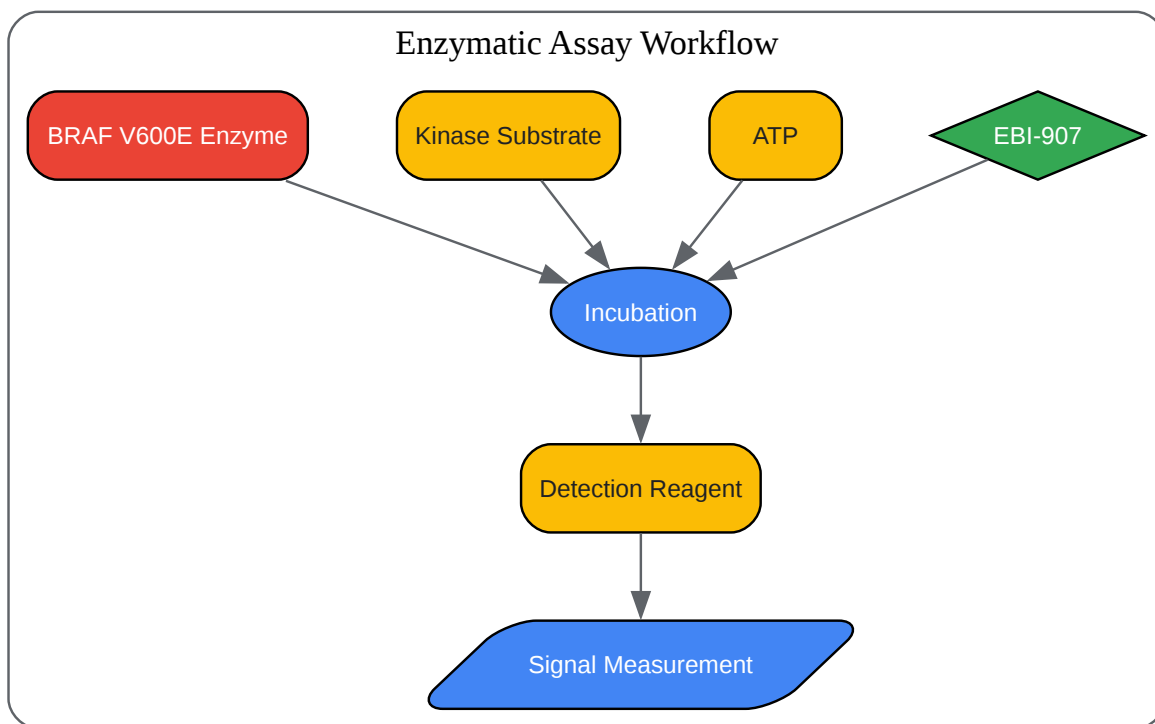 Enzymatic Assay Workflow
BRAF V600E Enzyme
Kinase Substrate
ATP
EBI-907
Incubation
Detection Reagent
Signal Measurement